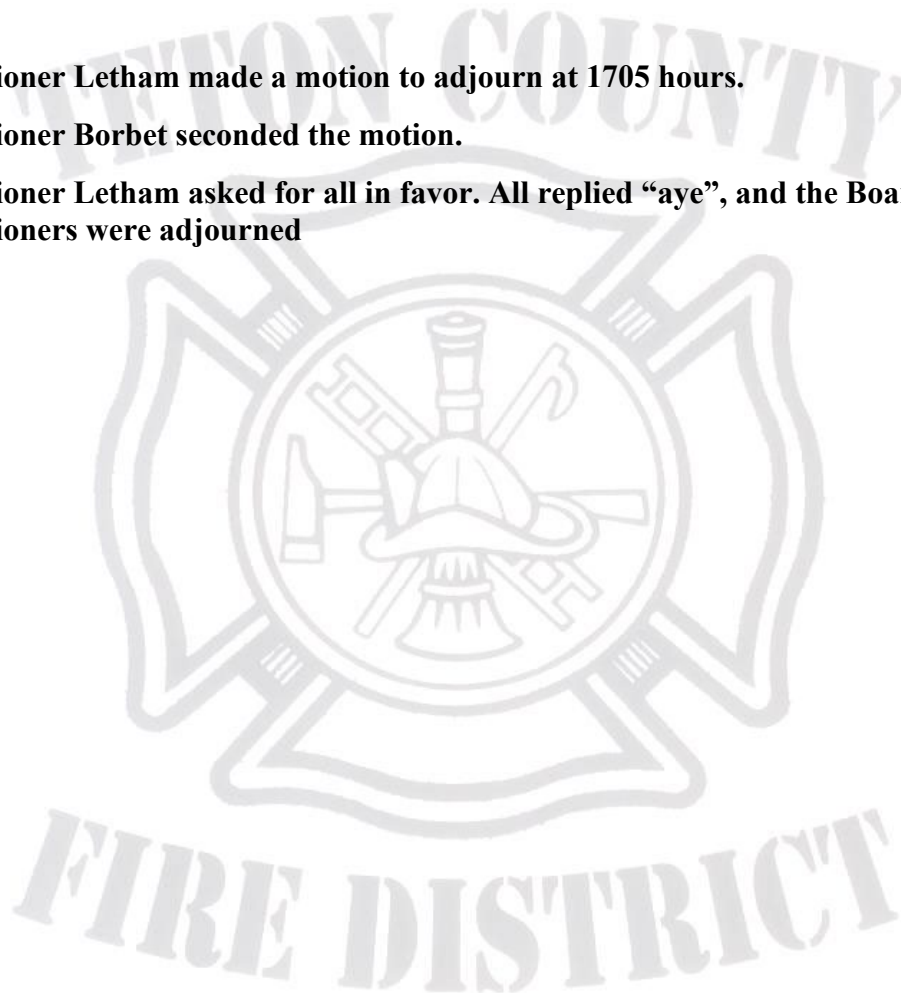 TETON COUNTY
ioner Letham made a motion to adjourn at 1705 hours.
ioner Borbet seconded the motion.
ioner Letham asked for all in favor. All replied “aye”, and the Boa
ioners were adjourned
FIRE DISTRICT